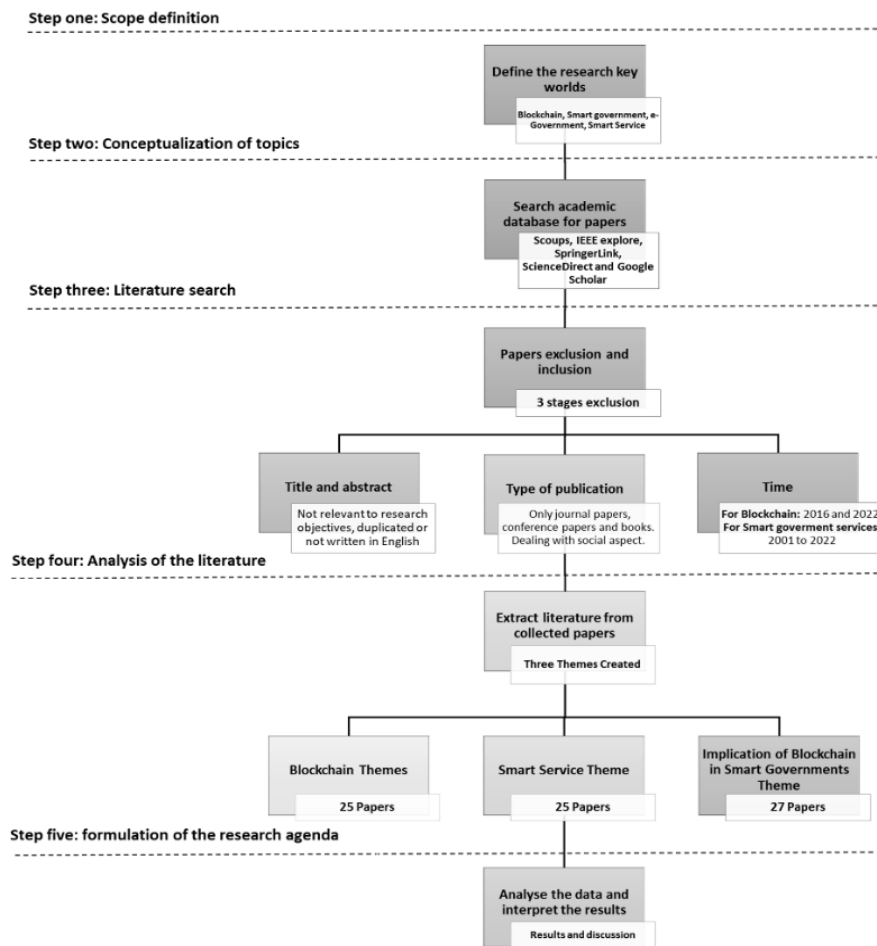 Step one: Scope definition
Define the research key
worlds
Blockchain, Smart government, e-
Government, Smart Service
Step two: Conceptualization of topics
Search academic
database for papers
Scoups, IEEE explore,
SpringerLink,
ScienceDirect and Google
Scholar
Step three: Literature search
Papers exclusion and
inclusion
3 stages exclusion
Title and abstract
Not relevant to research
objectives, duplicated or
not written in English
Type of publication
Only journal papers,
conference papers and books.
Dealing with social aspect.
Time
For Blockchain: 2016 and 2022
For Smart goverment services:
2001 to 2022
Step four: Analysis of the literature
Extract literature from
collected papers
Three Themes Created
Blockchain Themes
25 Papers
Smart Service Theme
25 Papers
Implication of Blockchain
in Smart Governments
Theme
27 Papers
Step five: formulation of the research agenda
Analyse the data and
interpret the results
Results and discussion